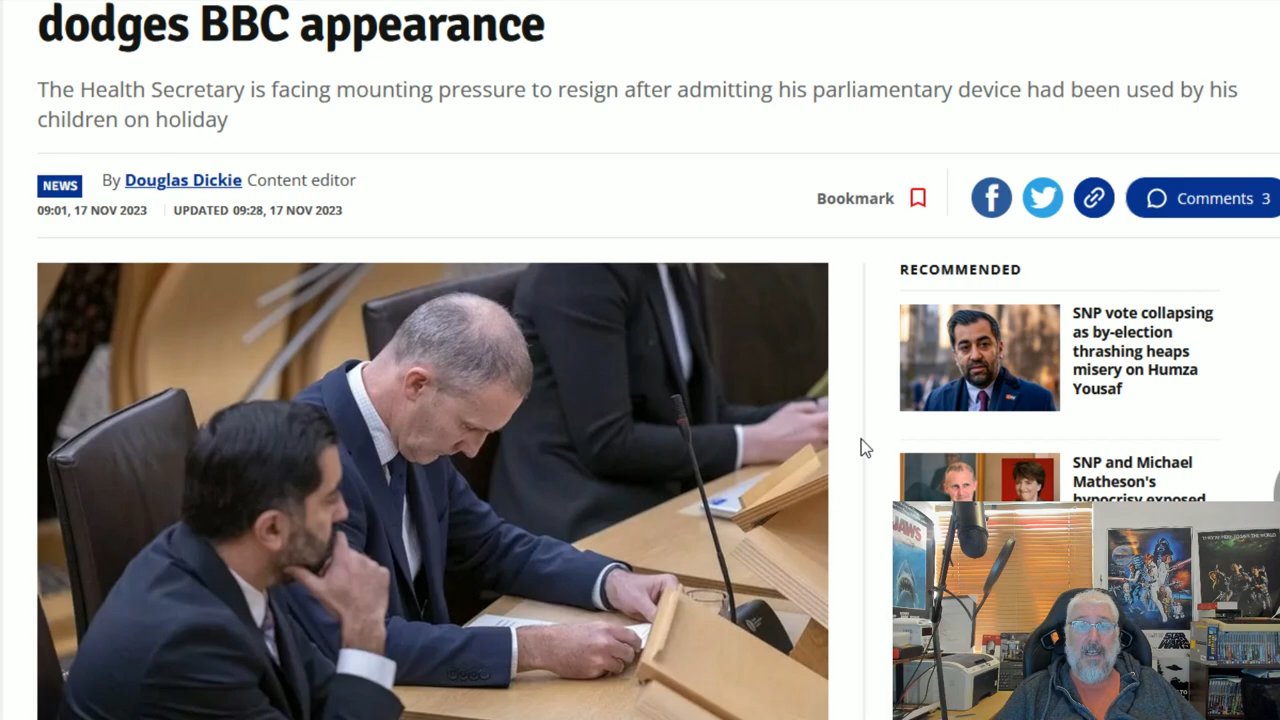 dodges BBC appearance
The Health Secretary is facing mounting pressure to resign after admitting his parliamentary device had been used by his
children on holiday
NEWS
By Douglas Dickie Content editor
09:01, 17 NOV 2023
UPDATED 09:28, 17 NOV 2023
Bookmark
Comments 3
RECOMMENDED
SNP vote collapsing
as by-election
thrashing heaps
misery on Humza
Yousaf
SNP and Michael
Matheson's
hypocrisy exposed
JAWS
STAR
WARS